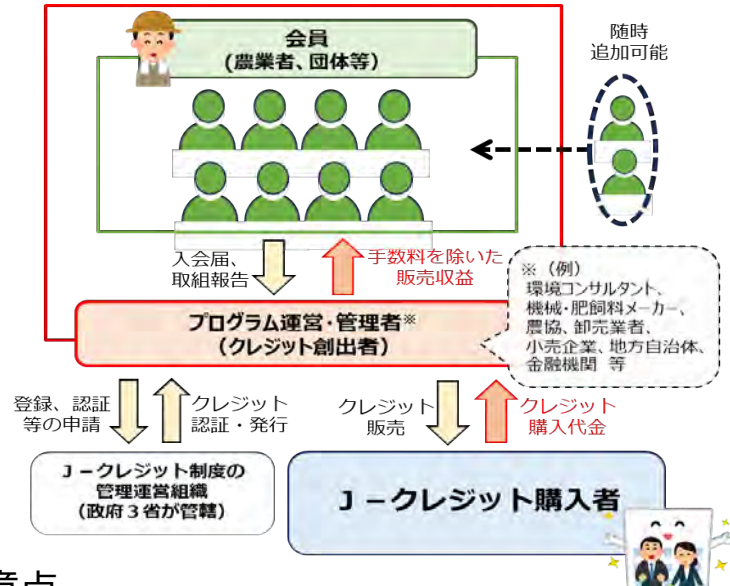 会員
(農業者、団体等)
随時
追加可能
入会届、
取組報告
手数料を除いた
販売収益
※（例）
環境コンサルタント、
機械・肥飼料メーカー、
農協、卸売業者、
小売企業、地方自治体、
金融機関 等
プログラム運営・管理者※
(クレジット創出者)
登録、認証
等の申請
クレジット
認証・発行
クレジット
販売
クレジット
購入代金
J－クレジット制度の
管理運営組織
(政府３省が管轄)
J－クレジット購入者
意点